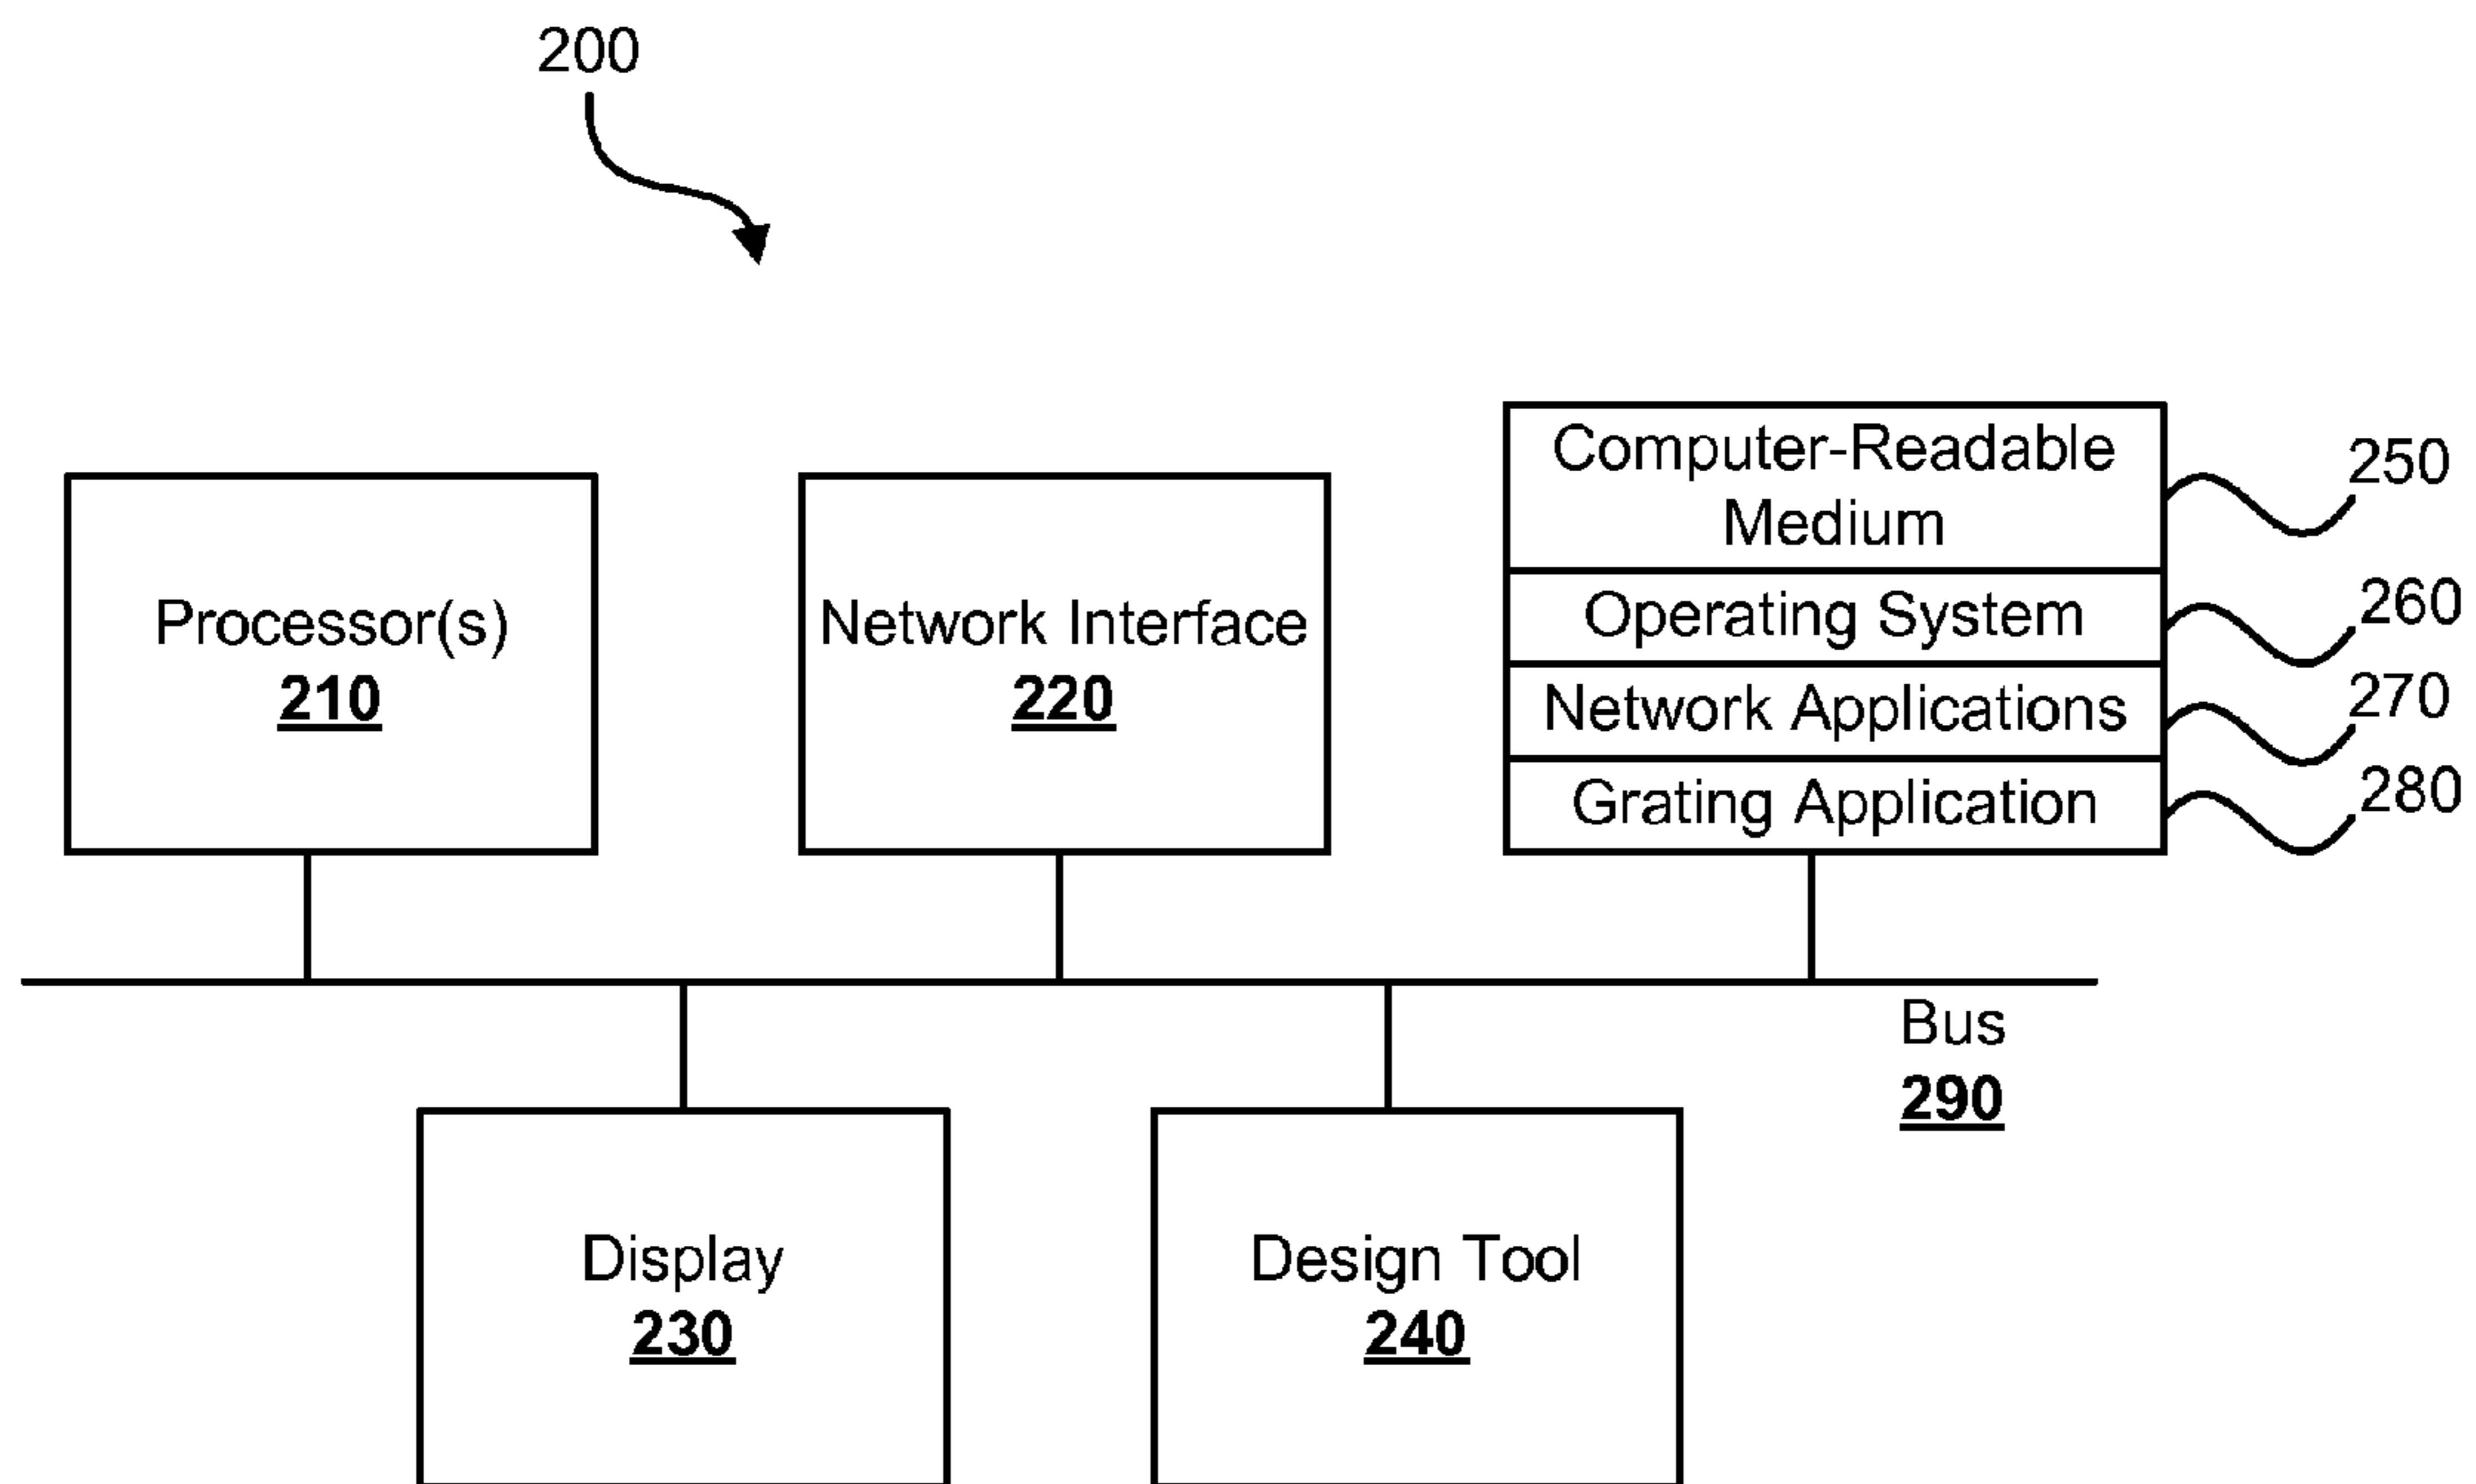 200
Processor(s)
210
Network Interface
220
Computer-Readable
Medium
250
Operating System
260
Network Applications
270
Grating Application
280
Bus
290
Display
230
Design Tool
240